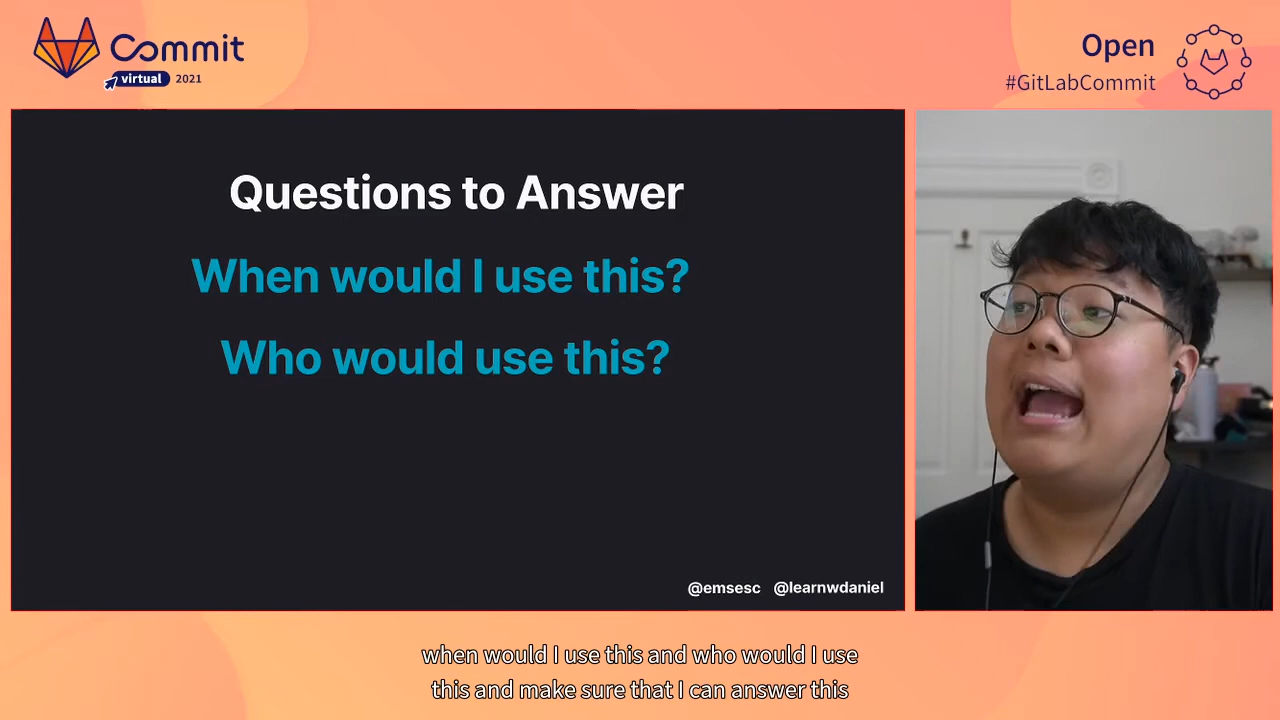 Commit
virtual 2021
Open
#GitLabCommit
Questions to Answer
When would I use this?
Who would use this?
@emsesc @learnwdaniel
when would I use this and who would I use
this and make sure that I can answer this